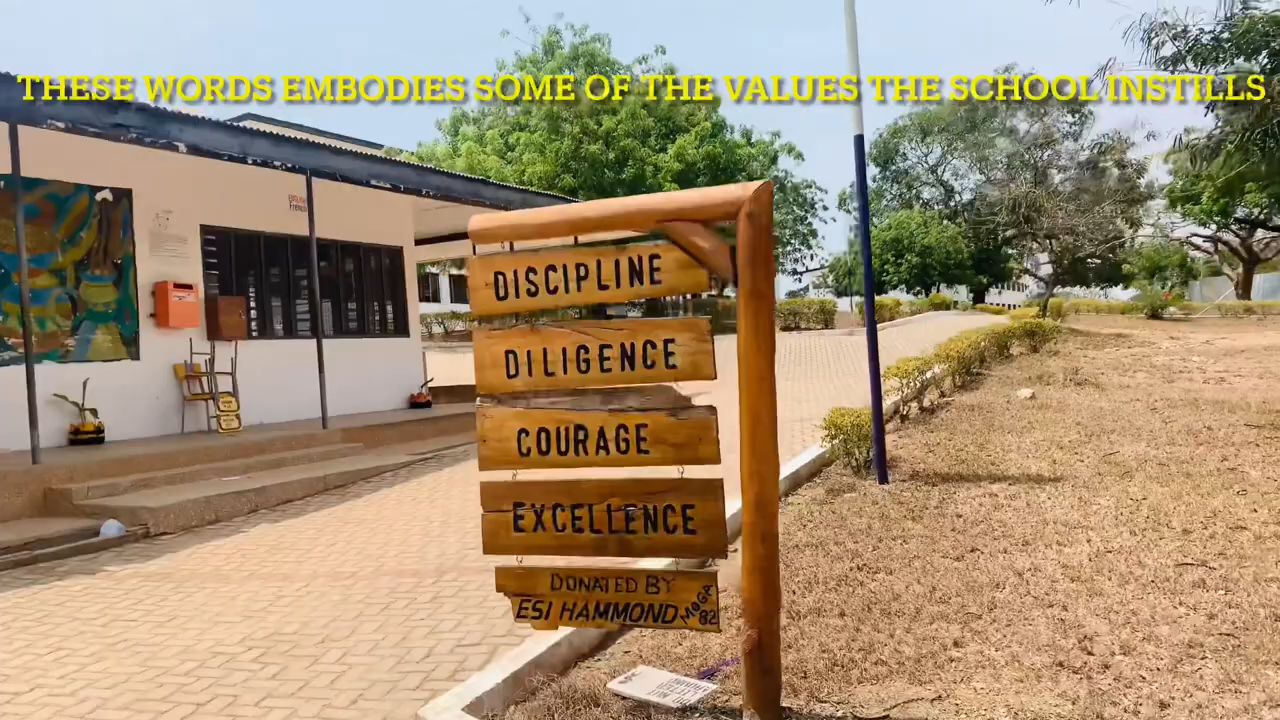 THESE WORDS EMBODIES SOME OF THE VALUES THE SCHOOL INSTILLS
DISCIPLINE
DILIGENCE
COURAGE
EXCELLENCE
DONATED BY
ESI HAMMOND MOGA 82